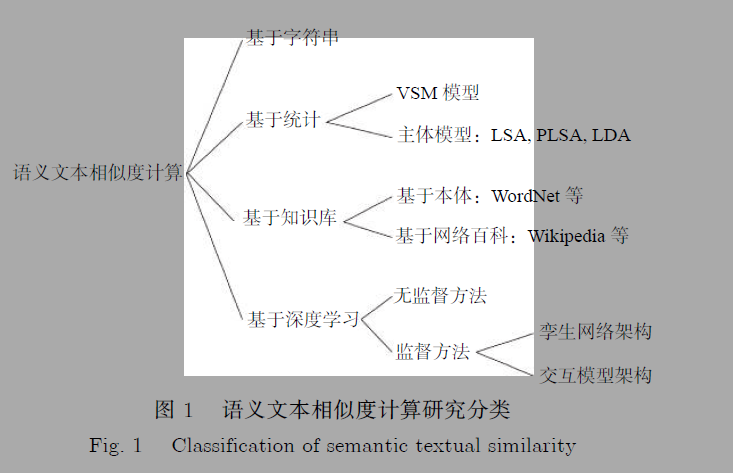 基于字符串
VSM 模型
基于统计
主体模型：LSA, PLSA, LDA
语义文本相似度计算
基于本体：WordNet 等
基于知识库
基于网络百科：Wikipedia 等
无监督方法
基于深度学习
孪生网络架构
监督方法
交互模型架构
图 1 语义文本相似度计算研究分类
Fig. 1 Classification of semantic textual similarity